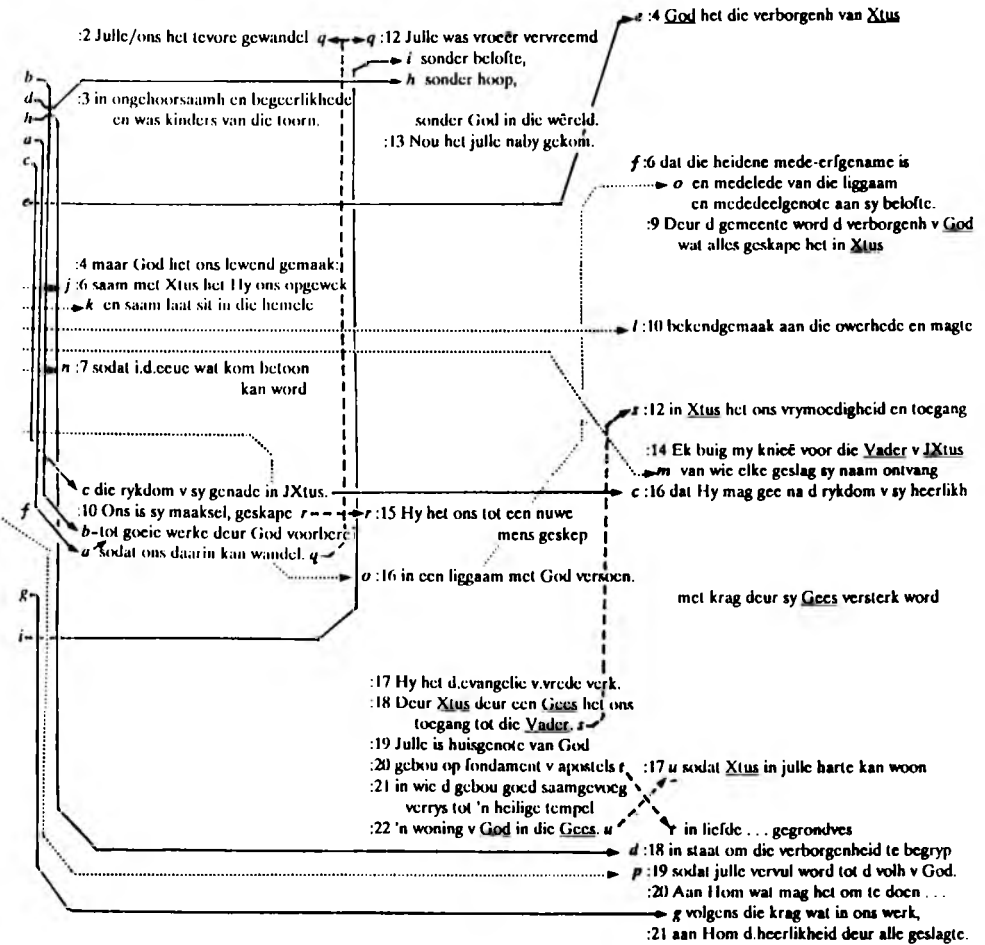 e :4 God het die verborgenh van Xtus
:2 Julle/ons het tevore gewandel q
q :12 Julle was vroeër vervreemd
i sonder belofte,
b
h sonder hoop,
d
:3 in ongehoorsaamh en begeerlikhede
h
en was kinders van die toorn.
sonder God in die wêreld.
a
:13 Nou het julle naby gekom.
c
f :6 dat die heidene mede-erfgename is
o en medelede van die liggaam
e
en mededeelgenote aan sy belofte.
:9 Deur d gemeente word d verborgenh v God
wat alles geskape het in Xtus
:4 maar God het ons lewend gemaak:
j :6 saam met Xtus het Hy ons opgewek
k en saam laat sit in die hemele
l :10 bekendgemaak aan die owerhede en magte
n :7 sodat i.d.eeue wat kom betoon
kan word
s :12 in Xtus het ons vrymoedigheid en toegang
:14 Ek buig my knieë voor die Vader v JXtus
m van wie elke geslag sy naam ontvang
c die rykdom v sy genade in JXtus.
c :16 dat Hy mag gee na d rykdom v sy heerlikh
f
:10 Ons is sy maaksel, geskape r
r :15 Hy het ons tot een nuwe
mens geskep
b-tot goeie werke deur God voorberei
a sodat ons daarin kan wandel. q
o :16 in een liggaam met God versoen.
g
met krag deur sy Gees versterk word
i
:17 Hy het d.evangelie v.vrede verk.
:18 Deur Xtus deur een Gees het ons
toegang tot die Vader. s
:19 Julle is huisgenote van God
:20 gebou op fondament v apostels t
:17 u sodat Xtus in julle harte kan woon
:21 in wie d gebou goed saamgevoeg
verrys tot 'n heilige tempel
:22 'n woning v God in die Gees. u
t in liefde . . . gegrondves
d :18 in staat om die verborgenheid te begryp
p :19 sodat julle vervul word tot d volh v God.
:20 Aan Hom wat mag het om te doen . . .
g volgens die krag wat in ons werk,
:21 aan Hom d.heerlikheid deur alle geslagte.